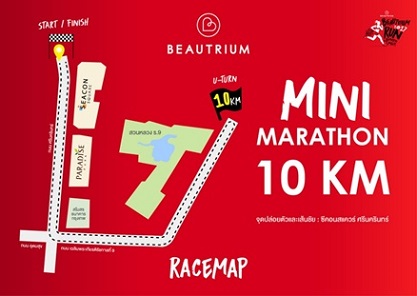 START / FINISH
BEAUTRIUM
BEAUTRIUM
RUN
SEACON
SQUARE
PARADISE
PARK
สวนหลวง ร.9
U-TURN
10KM
MINI
MARATHON
10 KM
จุดปล่อยตัวและเส้นชัย : ซีคอนสแควร์ ศรีนครินทร์
RACEMAP